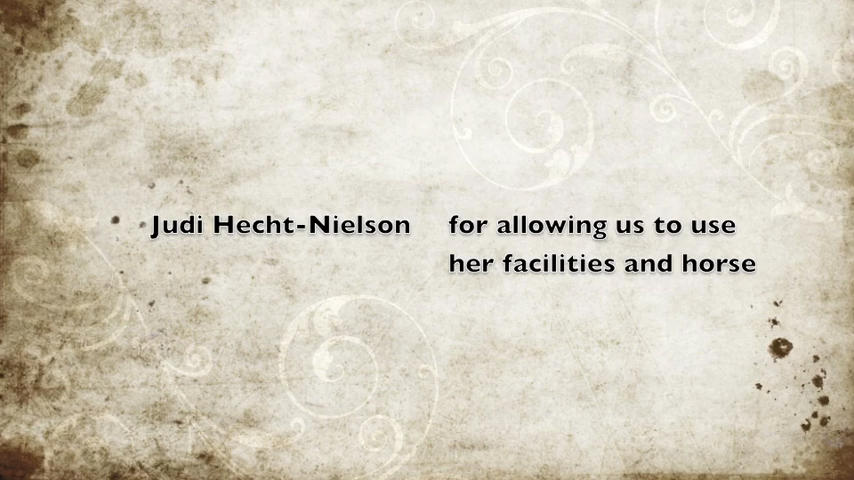 Judi Hecht-Nielson for allowing us to use
her facilities and horse